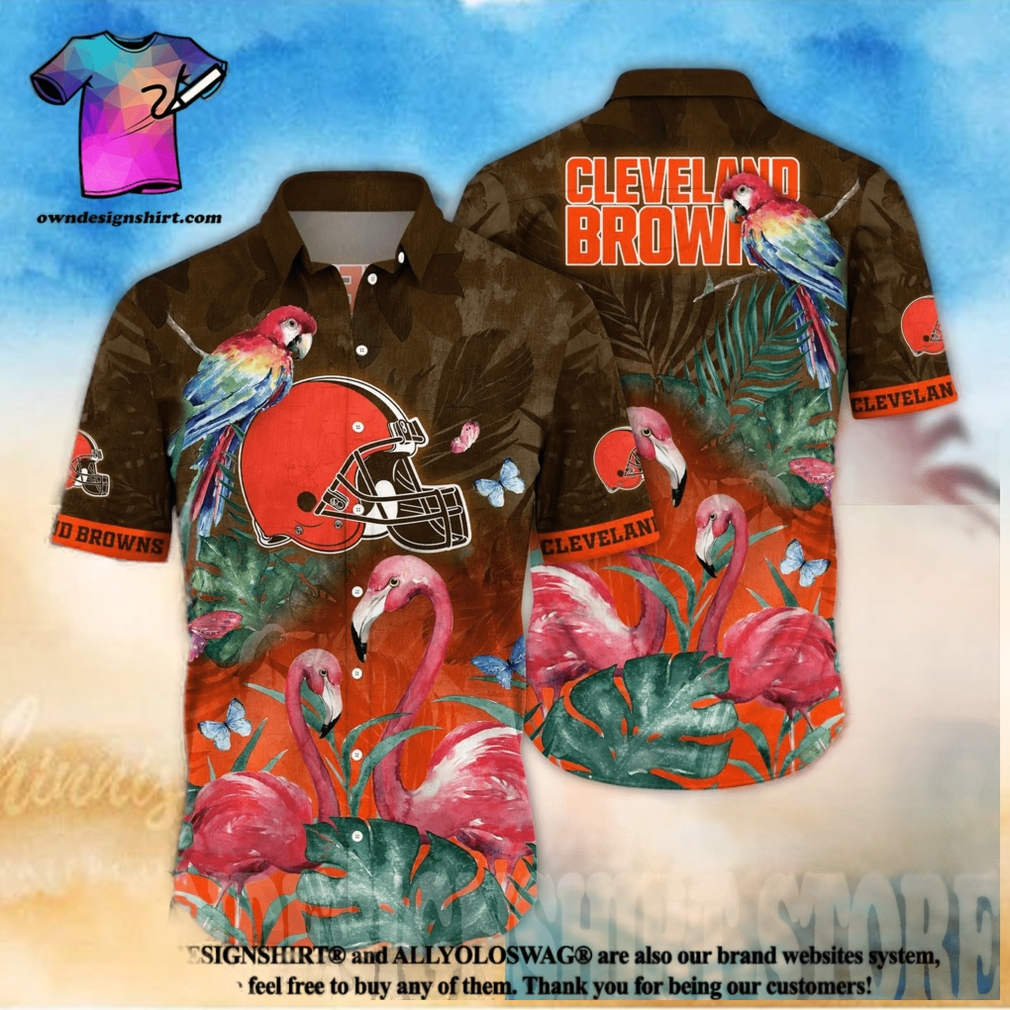 owndesignshirt.com
CLEVELAND
BROWN
CLEVELAN
D BROWNS
CLEVELAN
ESIGNSHIRT® and ALLYOLOSWAG® are also our brand websites system,
feel free to buy any of them. Thank you for being our customers!